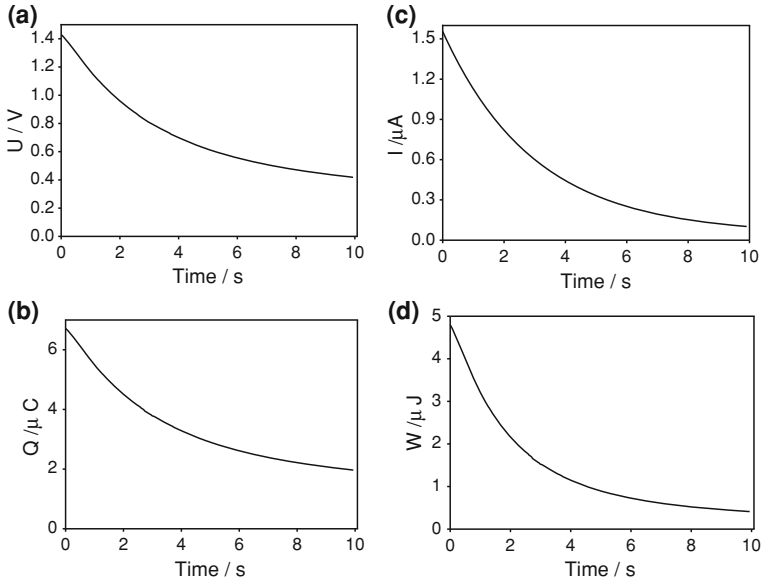 (a)
U / V
1.4
1.2
1.0
0.8
0.6
0.4
0.2
0.0
0 2 4 6 8 10
Time / s
(c)
I /µA
1.5
1.2
0.9
0.6
0.3
0.0
0 2 4 6 8 10
Time / s
(b)
Q /µ C
6
4
2
0
0 2 4 6 8 10
Time / s
(d)
W /µ J
5
4
3
2
1
0
0 2 4 6 8 10
Time / s